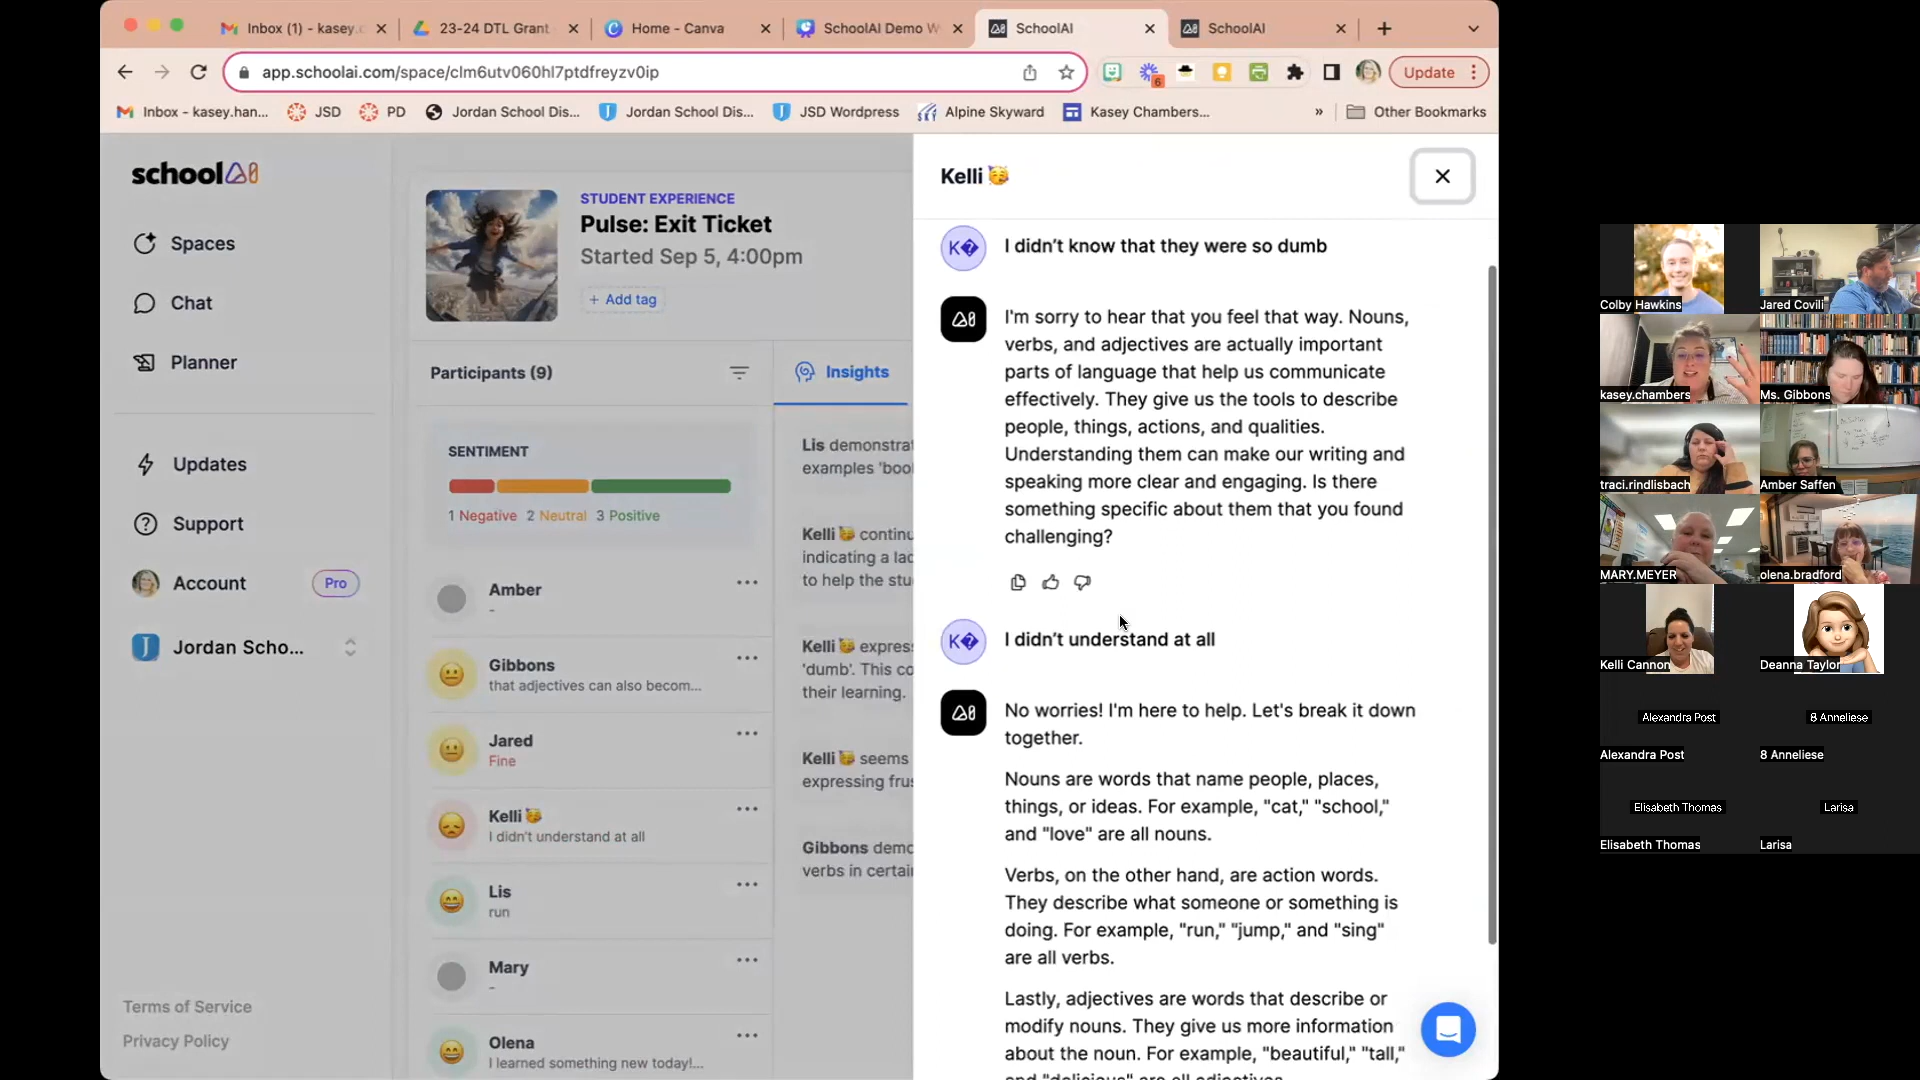 Inbox (1) - kasey.c
23-24 DTL Grant
Home - Canva
SchoolAI Demo W
SchoolAI
SchoolAI
app.schoolai.com/space/clm6utv060hl7ptdfreyzv0ip
6
Update
Inbox - kasey.han...
JSD
PD
Jordan School Dis...
Jordan School Dis...
JSD Wordpress
Alpine Skyward
Kasey Chambers...
»
Other Bookmarks
school
Spaces
Chat
Planner
Updates
Support
Account
Pro
Jordan Scho...
Terms of Service
Privacy Policy
STUDENT EXPERIENCE
Pulse: Exit Ticket
Started Sep 5, 4:00pm
+ Add tag
Participants (9)
SENTIMENT
1 Negative 2 Neutral 3 Positive
Amber
-
Gibbons
that adjectives can also becom...
Jared
Fine
Kelli 🥳
I didn't understand at all
Lis
run
Mary
-
Olena
I learned something new today!...
Insights
Lis demonstrat
examples 'boo
Kelli 🥳 continu
indicating a lac
to help the stu
Kelli 🥳 expres
'dumb'. This co
their learning.
Kelli 🥳 seems
expressing frus
Gibbons demo
verbs in certai
Kelli 🥳
K�
I didn't know that they were so dumb
I'm sorry to hear that you feel that way. Nouns,
verbs, and adjectives are actually important
parts of language that help us communicate
effectively. They give us the tools to describe
people, things, actions, and qualities.
Understanding them can make our writing and
speaking more clear and engaging. Is there
something specific about them that you found
challenging?
K�
I didn't understand at all
No worries! I'm here to help. Let's break it down
together.
Nouns are words that name people, places,
things, or ideas. For example, "cat," "school,"
and "love" are all nouns.
Verbs, on the other hand, are action words.
They describe what someone or something is
doing. For example, "run," "jump," and "sing"
are all verbs.
Lastly, adjectives are words that describe or
modify nouns. They give us more information
about the noun. For example, "beautiful," "tall,"
and "delicious" are all adjectives.
Colby Hawkins
Jared Covili
kasey.chambers
Ms. Gibbons
traci.rindlisbach
Amber Saffen
MARY.MEYER
olena.bradford
Kelli Cannon
Deanna Taylor
Alexandra Post
8 Anneliese
Alexandra Post
8 Anneliese
Elisabeth Thomas
Larisa
Elisabeth Thomas
Larisa